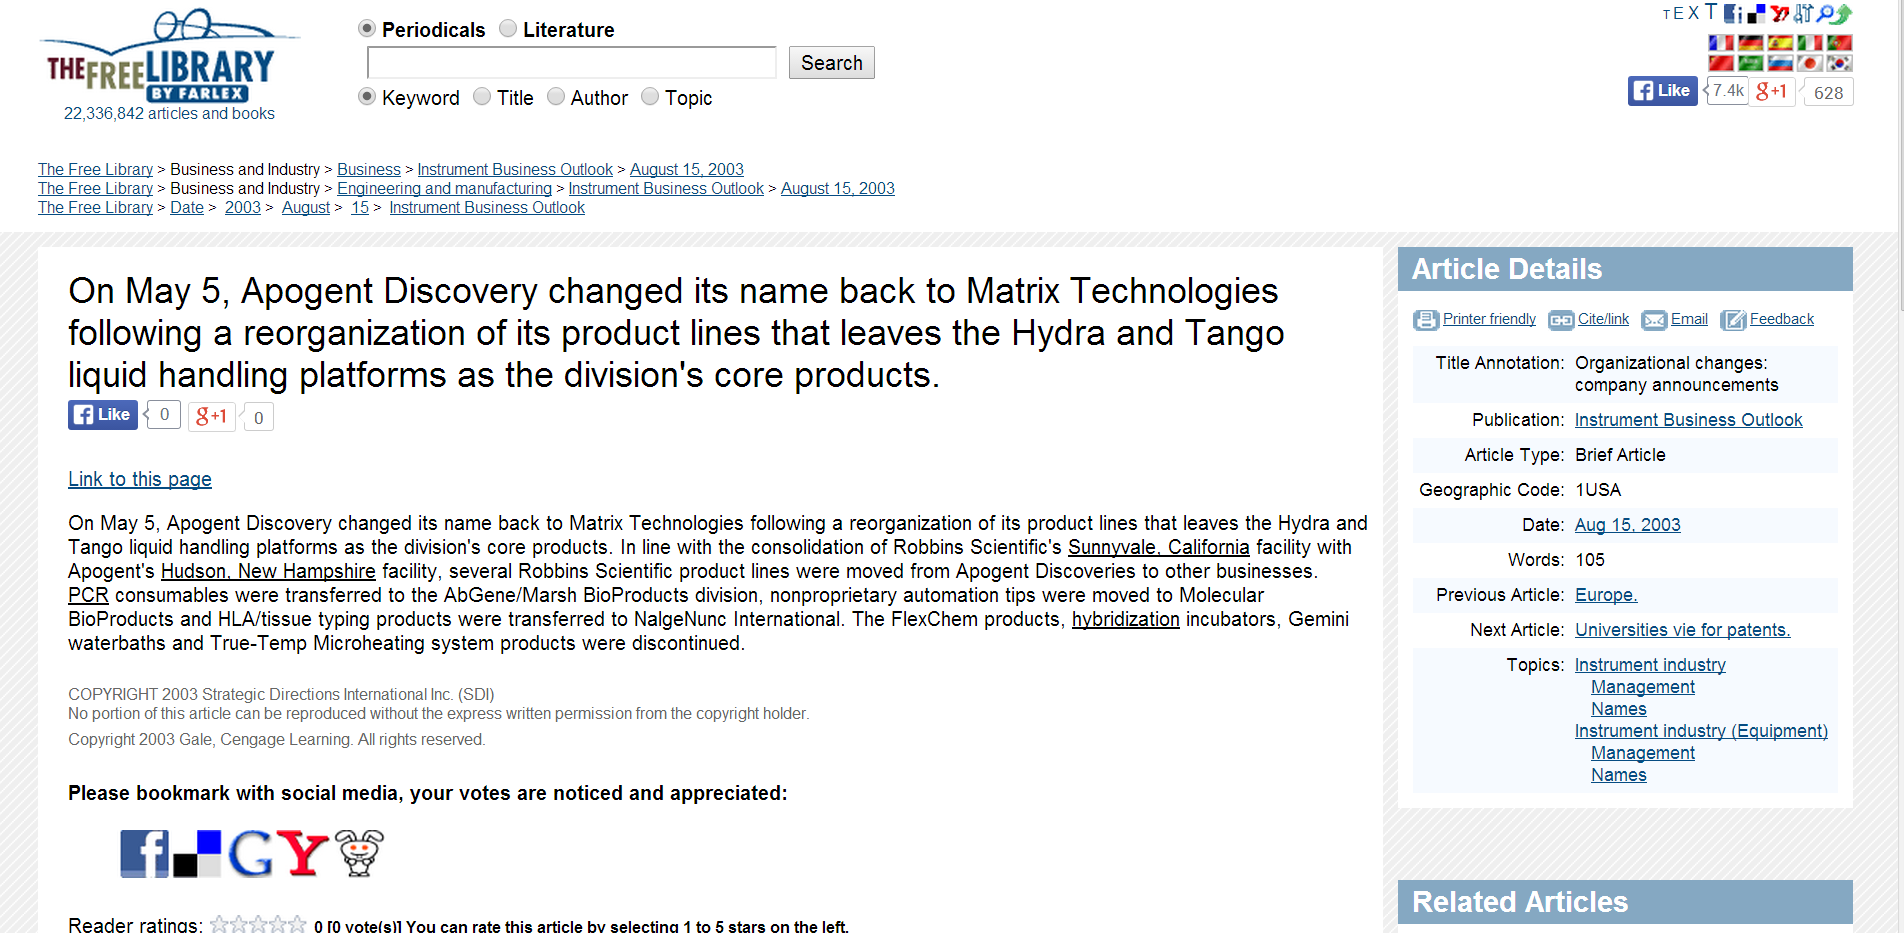 THEFREELIBRARY
BY FARLEX
22,336,842 articles and books
Periodicals Literature
Search
Keyword Title Author Topic
TEXT
Like 7.4k g+1 628
The Free Library > Business and Industry > Business > Instrument Business Outlook > August 15, 2003
The Free Library > Business and Industry > Engineering and manufacturing > Instrument Business Outlook > August 15, 2003
The Free Library > Date > 2003 > August > 15 > Instrument Business Outlook
On May 5, Apogent Discovery changed its name back to Matrix Technologies
following a reorganization of its product lines that leaves the Hydra and Tango
liquid handling platforms as the division's core products.
Like 0 g+1 0
Link to this page
On May 5, Apogent Discovery changed its name back to Matrix Technologies following a reorganization of its product lines that leaves the Hydra and
Tango liquid handling platforms as the division's core products. In line with the consolidation of Robbins Scientific's Sunnyvale, California facility with
Apogent's Hudson, New Hampshire facility, several Robbins Scientific product lines were moved from Apogent Discoveries to other businesses.
PCR consumables were transferred to the AbGene/Marsh BioProducts division, nonproprietary automation tips were moved to Molecular
BioProducts and HLA/tissue typing products were transferred to NalgeNunc International. The FlexChem products, hybridization incubators, Gemini
waterbaths and True-Temp Microheating system products were discontinued.
COPYRIGHT 2003 Strategic Directions International Inc. (SDI)
No portion of this article can be reproduced without the express written permission from the copyright holder.
Copyright 2003 Gale, Cengage Learning. All rights reserved.
Please bookmark with social media, your votes are noticed and appreciated:
Reader ratings: 0 [0 vote(s)] You can rate this article by selecting 1 to 5 stars on the left.
Article Details
Printer friendly Cite/link Email Feedback
Title Annotation: Organizational changes:
company announcements
Publication: Instrument Business Outlook
Article Type: Brief Article
Geographic Code: 1USA
Date: Aug 15, 2003
Words: 105
Previous Article: Europe.
Next Article: Universities vie for patents.
Topics: Instrument industry
Management
Names
Instrument industry (Equipment)
Management
Names
Related Articles